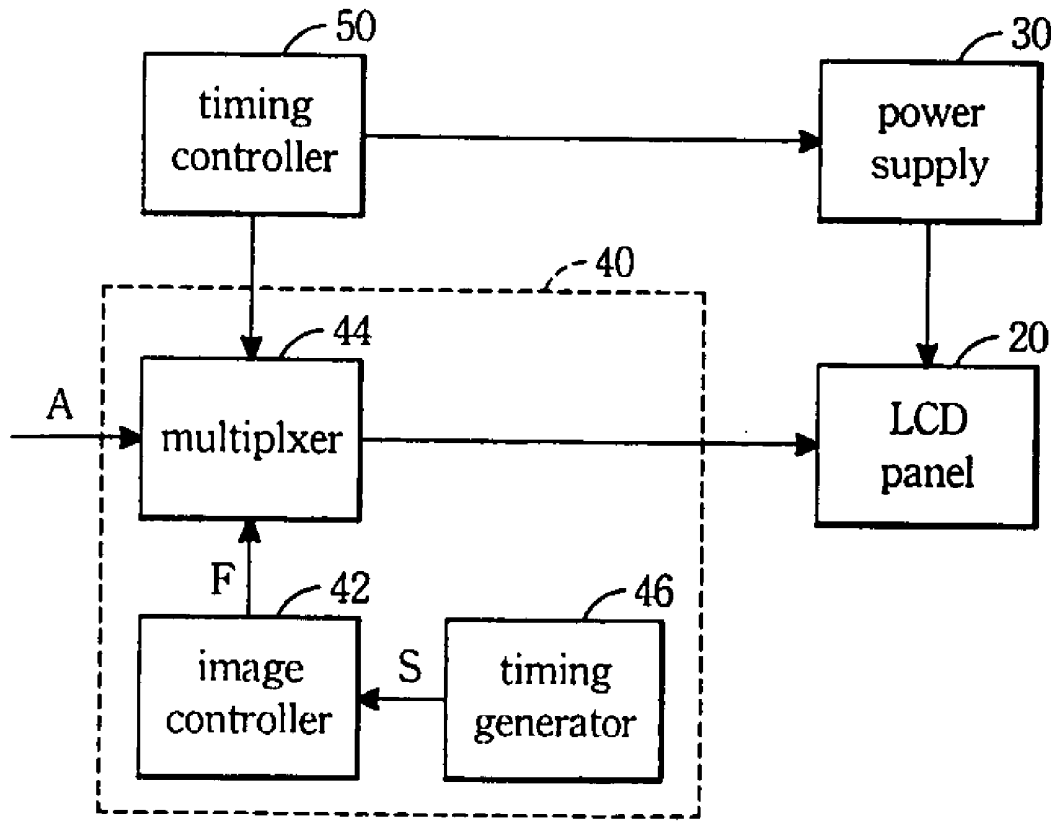 50
timing
controller
30
power
supply
40
44
multiplxer
A
20
LCD
panel
F
42
image
controller
S
46
timing
generator